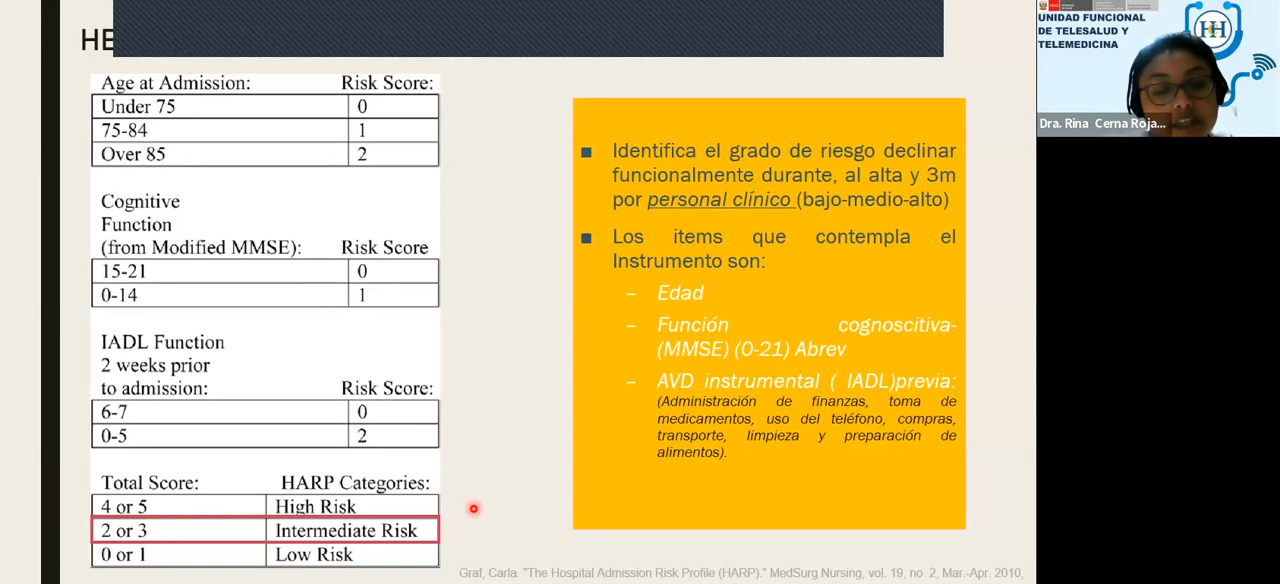 HE
Age at Admission: Risk Score:
Under 75 0
75-84 1
Over 85 2
Cognitive
Function
(from Modified MMSE): Risk Score
15-21 0
0-14 1
IADL Function
2 weeks prior
to admission: Risk Score:
6-7 0
0-5 2
Total Score: HARP Categories:
4 or 5 High Risk
2 or 3 Intermediate Risk
0 or 1 Low Risk
■ Identifica el grado de riesgo declinar
funcionalmente durante, al alta y 3m
por personal clínico (bajo-medio-alto)
■ Los items que contempla el
Instrumento son:
– Edad
– Función cognoscitiva-
(MMSE) (0-21) Abrev
– AVD instrumental ( IADL)previa:
(Administración de finanzas, toma de
medicamentos, uso del teléfono, compras,
transporte, limpieza y preparación de
alimentos).
Graf, Carla. "The Hospital Admission Risk Profile (HARP)." MedSurg Nursing, vol. 19, no. 2, Mar.-Apr. 2010,
UNIDAD FUNCIONAL
DE TELESALUD Y
TELEMEDICINA
HH
Dra. Rina Cerna Roja...